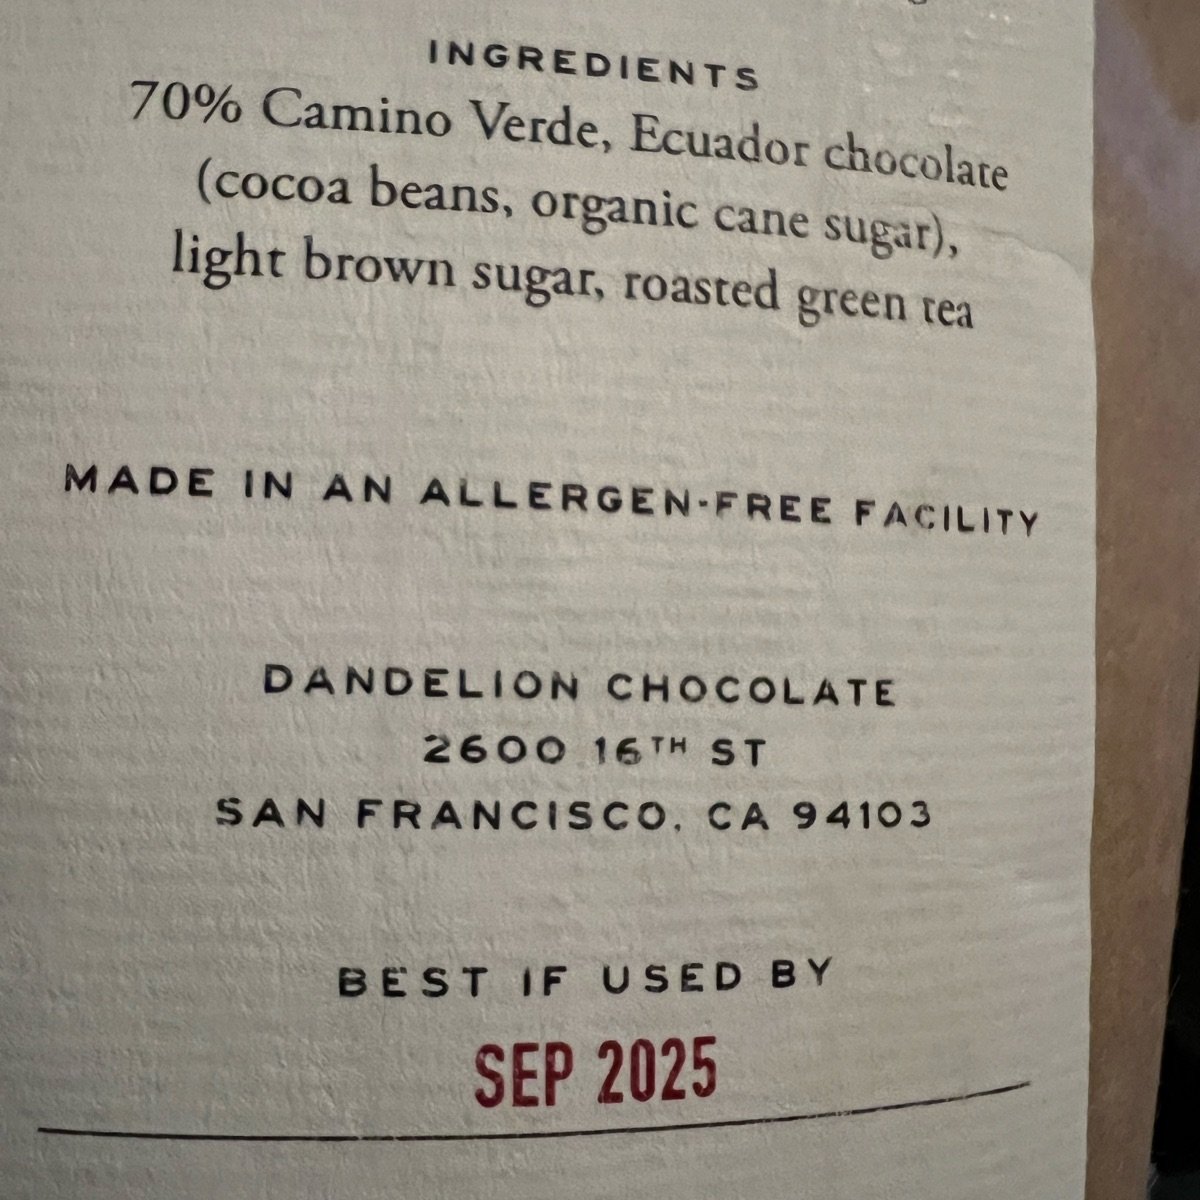 INGREDIENTS
70% Camino Verde, Ecuador chocolate
(cocoa beans, organic cane sugar),
light brown sugar, roasted green tea
MADE IN AN ALLERGEN-FREE FACILITY
DANDELION CHOCOLATE
2600 16TH ST
SAN FRANCISCO, CA 94103
BEST IF USED BY
SEP 2025